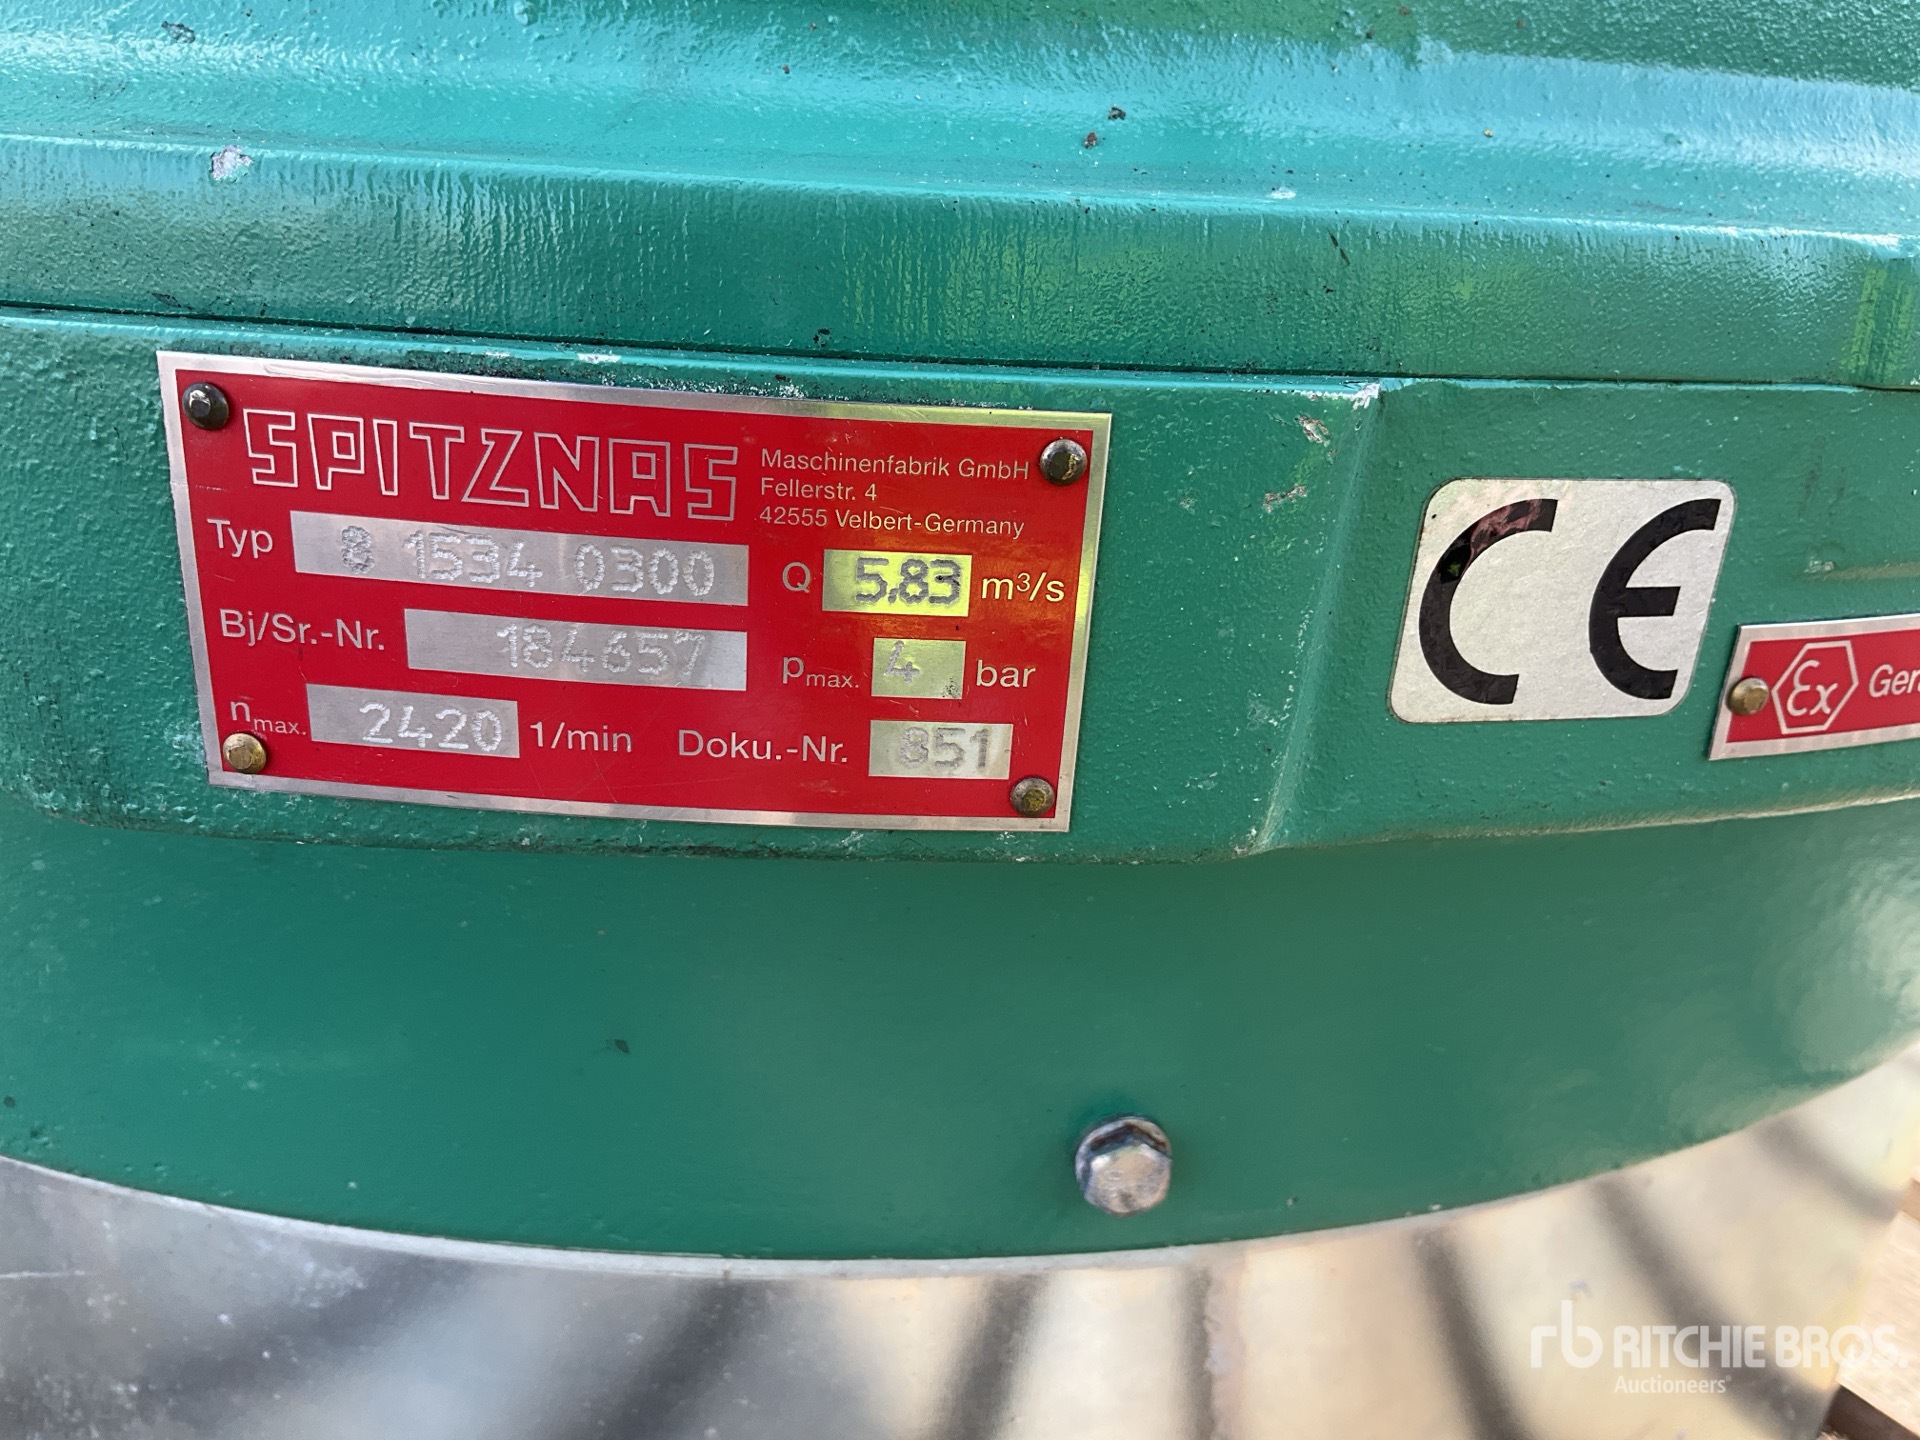 SPITZNAS
Maschinenfabrik GmbH
Fellerstr. 4
42555 Velbert-Germany
Typ 8 1534 0300
Q 5,83 m³/s
Bj/Sr.-Nr. 184657
pmax. 4 bar
nmax. 2420 1/min
Doku.-Nr. 851
CE
Ex
rb RITCHIE BROS.
Auctioneers